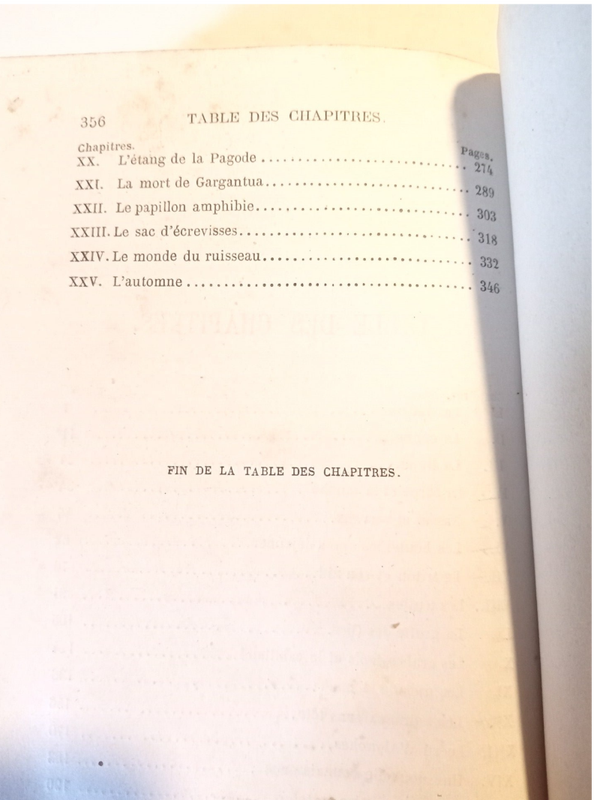 356 TABLE DES CHAPITRES.
Chapitres. Pages.
XX. L'étang de la Pagode ........................... 274
XXI. La mort de Gargantua........................... 289
XXII. Le papillon amphibie........................... 303
XXIII. Le sac d'écrevisses........................... 318
XXIV. Le monde du ruisseau........................... 332
XXV. L'automne ........................... 346
FIN DE LA TABLE DES CHAPITRES.